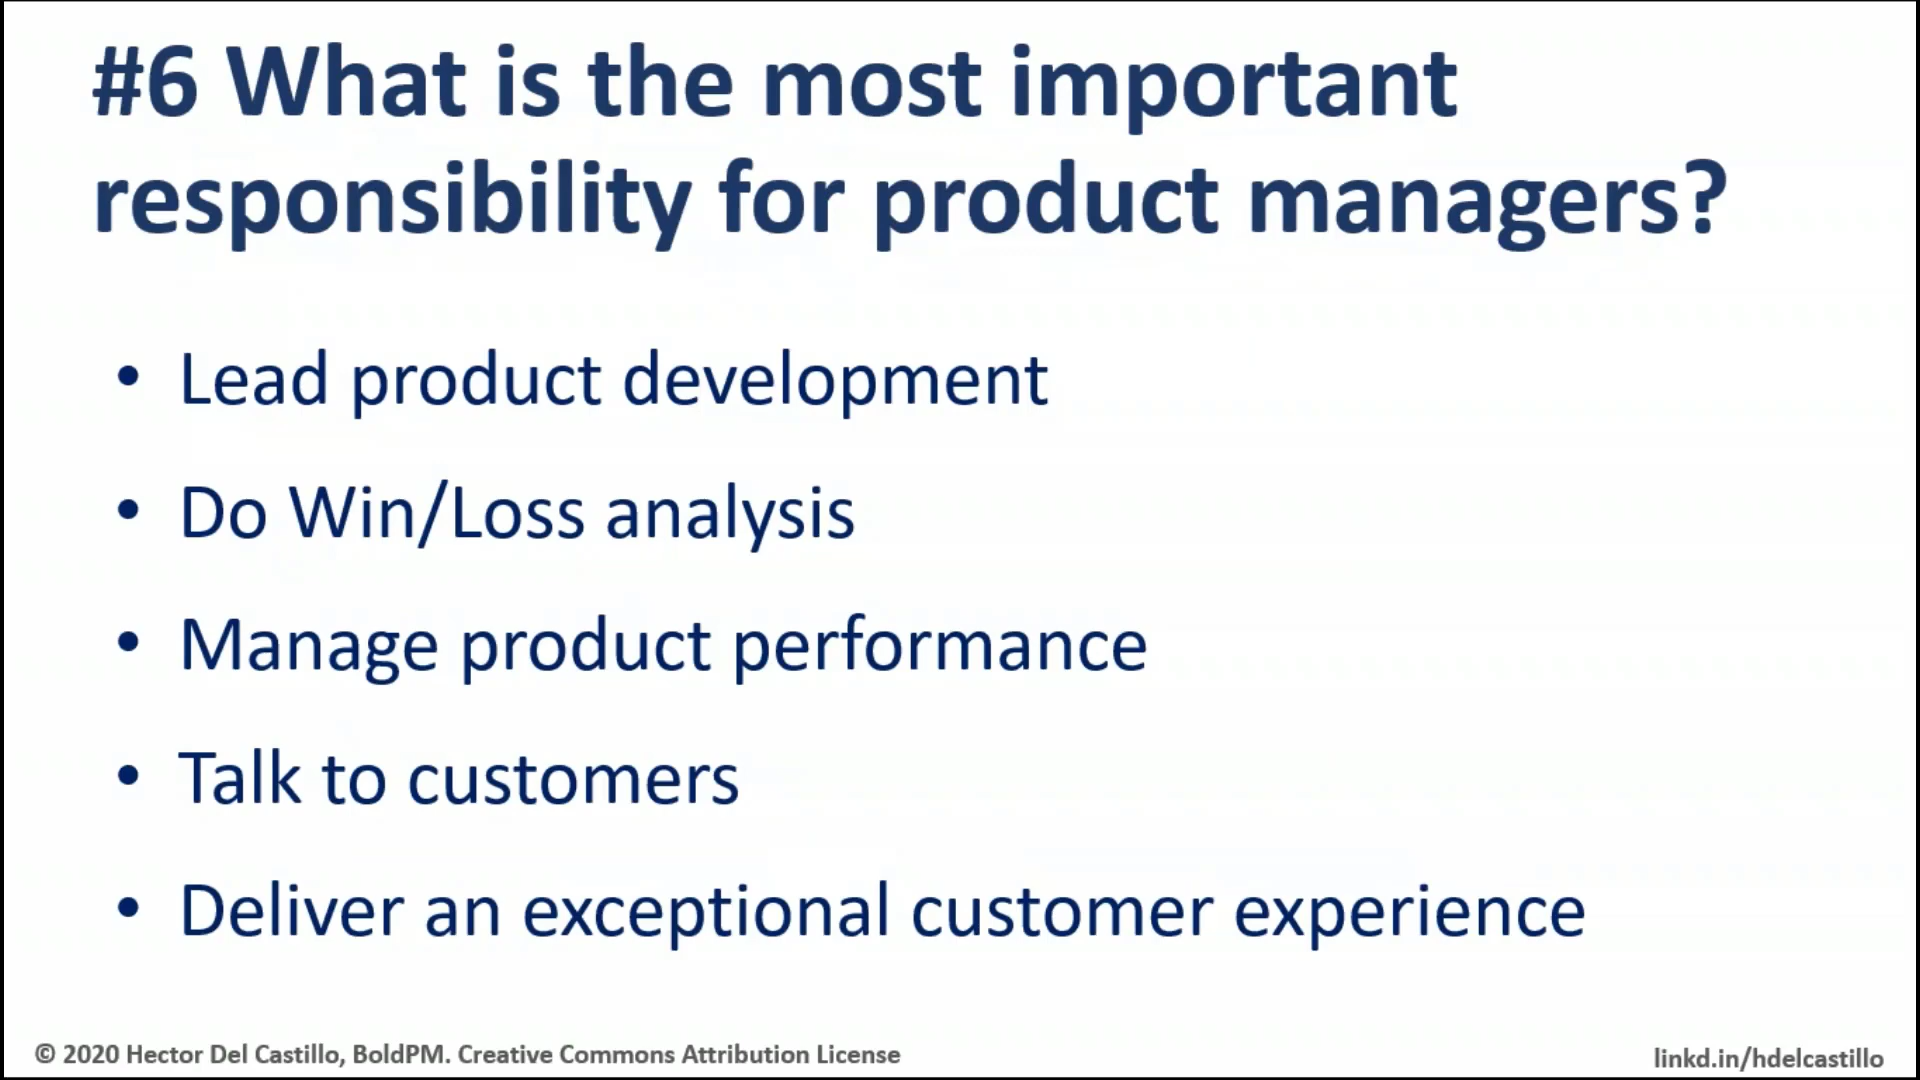 #6 What is the most important
responsibility for product managers?
• Lead product development
• Do Win/Loss analysis
• Manage product performance
• Talk to customers
• Deliver an exceptional customer experience
© 2020 Hector Del Castillo, BoldPM. Creative Commons Attribution License
linkd.in/hdelcastillo